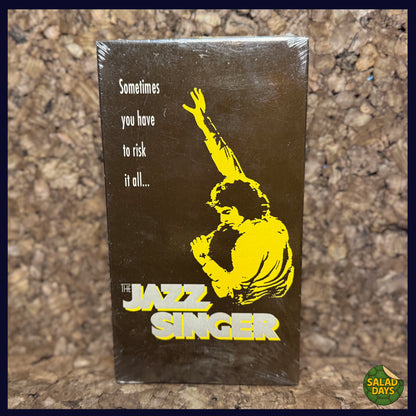 Sometimes
you have
to risk
it all...
THE
JAZZ
SINGER
SALAD
DAYS